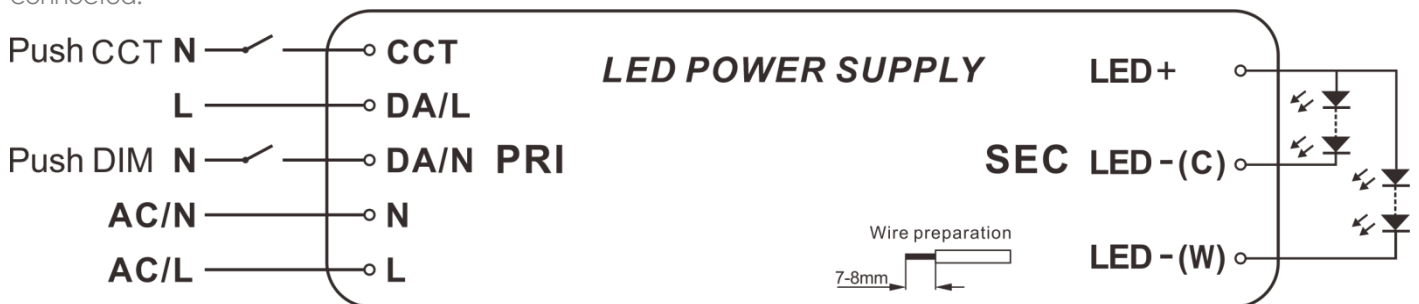 connected.
Push CCT N CCT
L DA/L
Push DIM N DA/N PRI
AC/N N
AC/L L
LED POWER SUPPLY
Wire preparation
7-8mm
LED+
SEC LED-(C)
LED-(W)